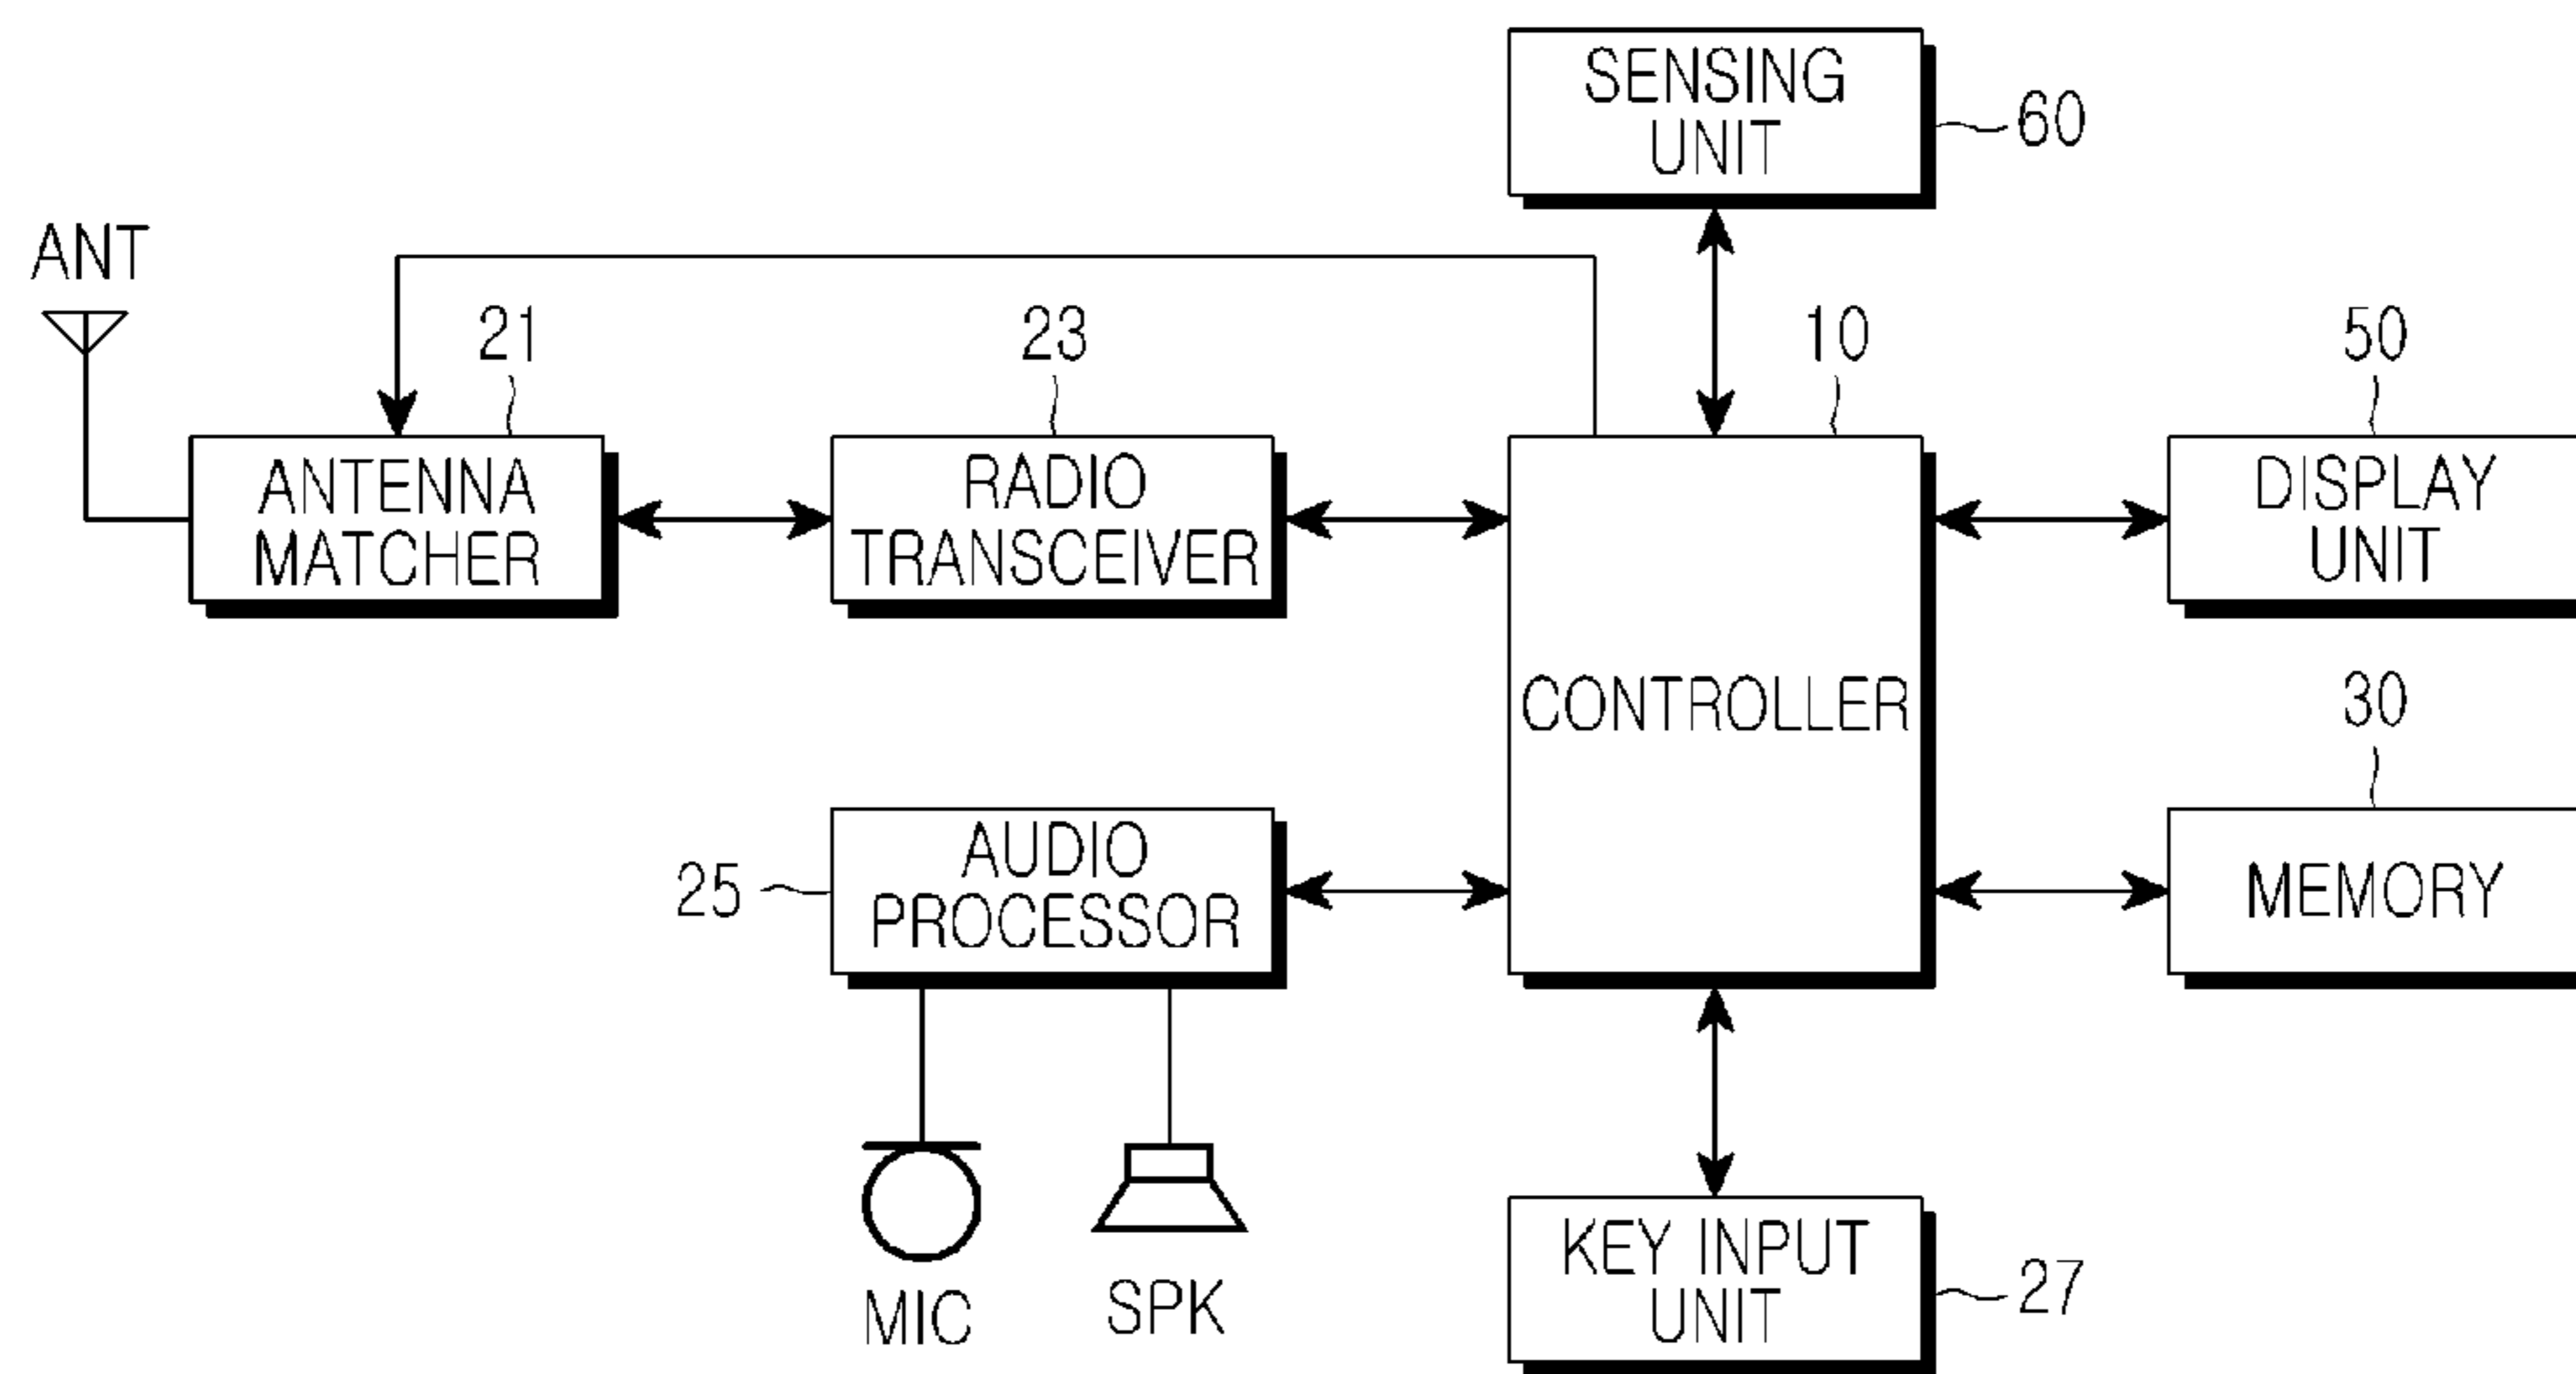 SENSING
UNIT
60
ANT
21
23
10
50
ANTENNA
MATCHER
RADIO
TRANSCEIVER
CONTROLLER
DISPLAY
UNIT
30
25
AUDIO
PROCESSOR
MEMORY
MIC
SPK
KEY INPUT
UNIT
27